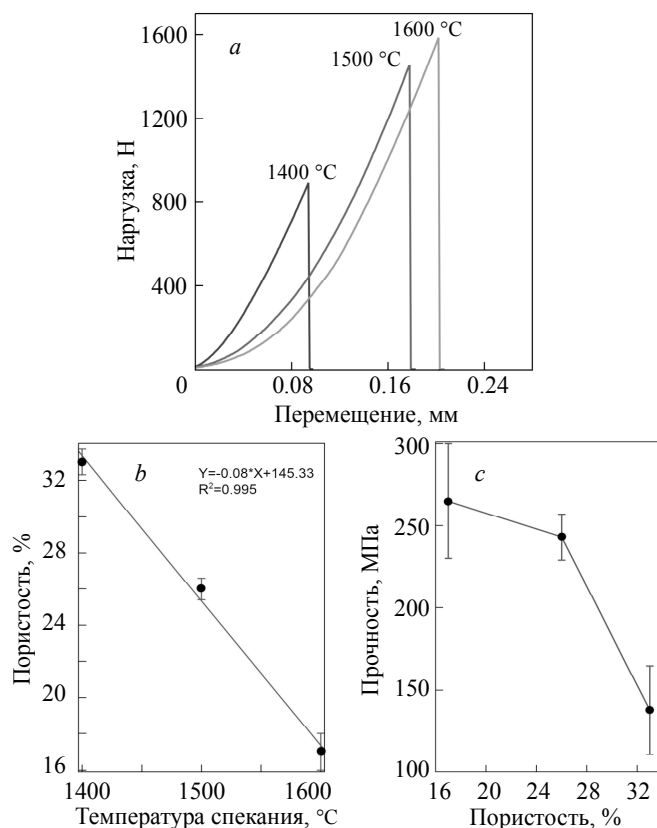 a
1600 °C
1500 °C
1400 °C
1600
1200
800
400
0
0.08
0.16
0.24
Наргузка, Н
Перемещение, мм
b
Y=-0.08*X+145.33
R²=0.995
32
28
24
20
16
1400
1500
1600
Пористость, %
Температура спекания, °C
c
300
250
200
150
100
16
20
24
28
32
Прочность, МПа
Пористость, %